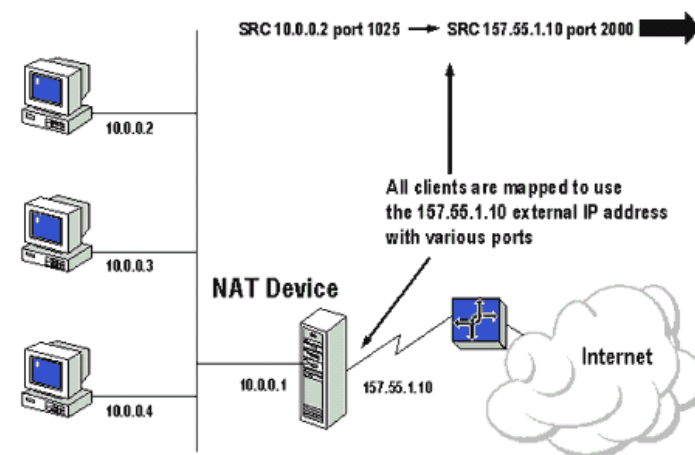 SRC 10.0.0.2 port 1025 → SRC 157.55.1.10 port 2000
10.0.0.2
All clients are mapped to use
the 157.55.1.10 external IP address
with various ports
10.0.0.3
NAT Device
Internet
10.0.0.1
157.55.1.10
10.0.0.4